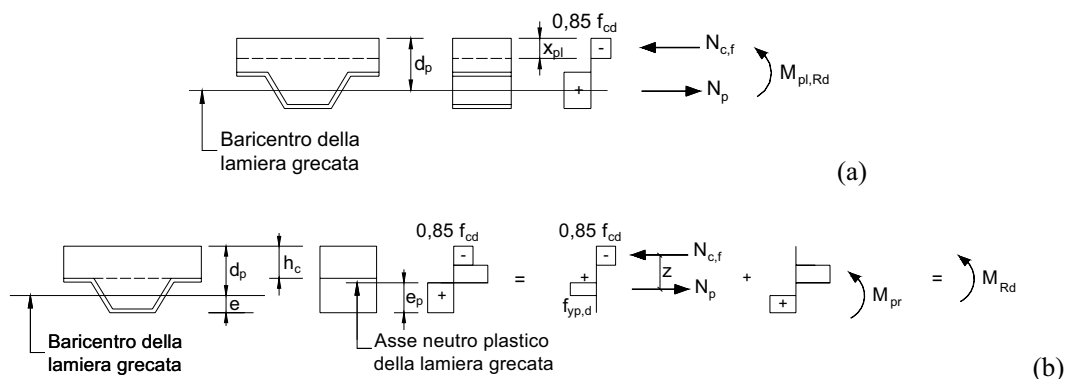 0,85 f_cd
x_pl
d_p
-
+
N_c,f
N_p
M_pl,Rd
Baricentro della
lamiera grecata
(a)
0,85 f_cd
0,85 f_cd
d_p
h_c
e
e_p
-
+
=
-
+
f_yp,d
z
N_c,f
N_p
+
+
M_pr
=
M_Rd
Baricentro della
lamiera grecata
Asse neutro plastico
della lamiera grecata
(b)